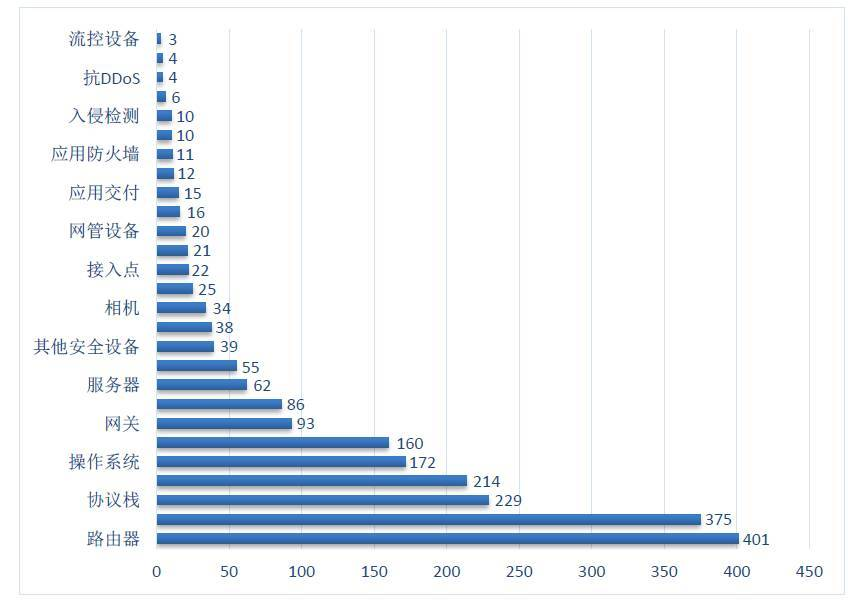 流控设备 3
4
抗DDoS 4
6
入侵检测 10
10
应用防火墙 11
12
应用交付 15
16
网管设备 20
21
接入点 22
25
相机 34
38
其他安全设备 39
55
服务器 62
86
网关 93
160
操作系统 172
214
协议栈 229
375
路由器 401
0 50 100 150 200 250 300 350 400 450